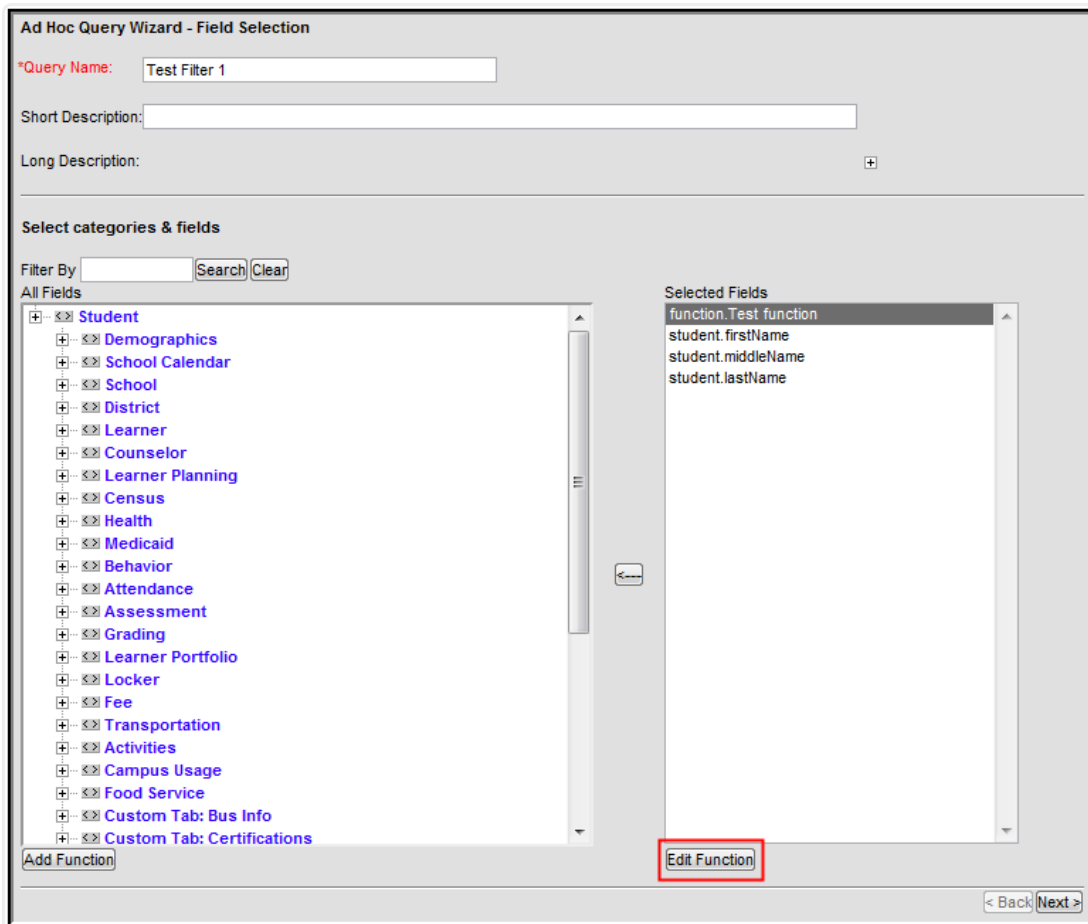 Ad Hoc Query Wizard - Field Selection
*Query Name: Test Filter 1
Short Description:
Long Description:
Select categories & fields
Filter By Search Clear
All Fields
Student
Demographics
School Calendar
School
District
Learner
Counselor
Learner Planning
Census
Health
Medicaid
Behavior
Attendance
Assessment
Grading
Learner Portfolio
Locker
Fee
Transportation
Activities
Campus Usage
Food Service
Custom Tab: Bus Info
Custom Tab: Certifications
Add Function
<---
Selected Fields
function.Test function
student.firstName
student.middleName
student.lastName
Edit Function
< Back Next >